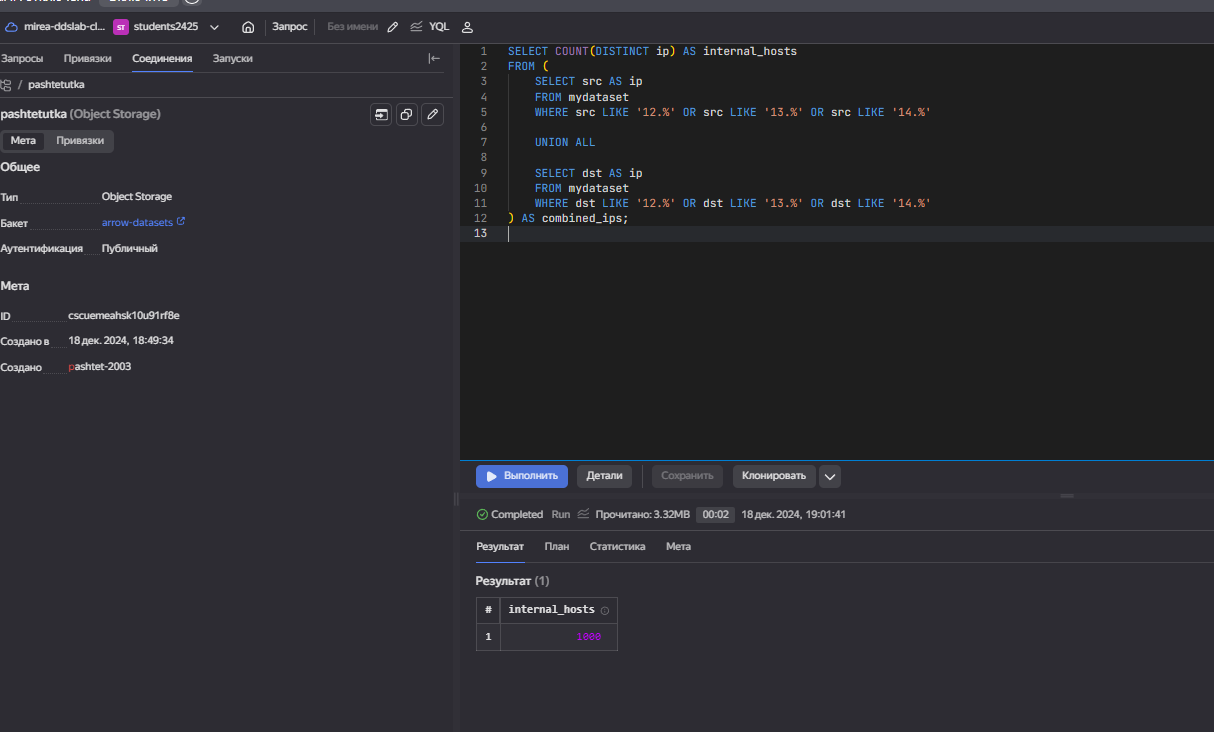 mirea-ddslab-cl... ST students2425 Запрос Без имени YQL
Запросы Привязки Соединения Запуски
/ pashtetutka
pashtetutka (Object Storage)
Мета Привязки
Общее
Тип Object Storage
Бакет arrow-datasets
Аутентификация Публичный
Мета
ID cscuemeahsk10u91rf8e
Создано в 18 дек. 2024, 18:49:34
Создано pashtet-2003
1 SELECT COUNT(DISTINCT ip) AS internal_hosts
2 FROM (
3 SELECT src AS ip
4 FROM mydataset
5 WHERE src LIKE '12.%' OR src LIKE '13.%' OR src LIKE '14.%'
6
7 UNION ALL
8
9 SELECT dst AS ip
10 FROM mydataset
11 WHERE dst LIKE '12.%' OR dst LIKE '13.%' OR dst LIKE '14.%'
12 ) AS combined_ips;
13
Выполнить Детали Сохранить Клонировать
Completed Run Прочитано: 3.32MB 00:02 18 дек. 2024, 19:01:41
Результат План Статистика Мета
Результат (1)
# internal_hosts
1 1000